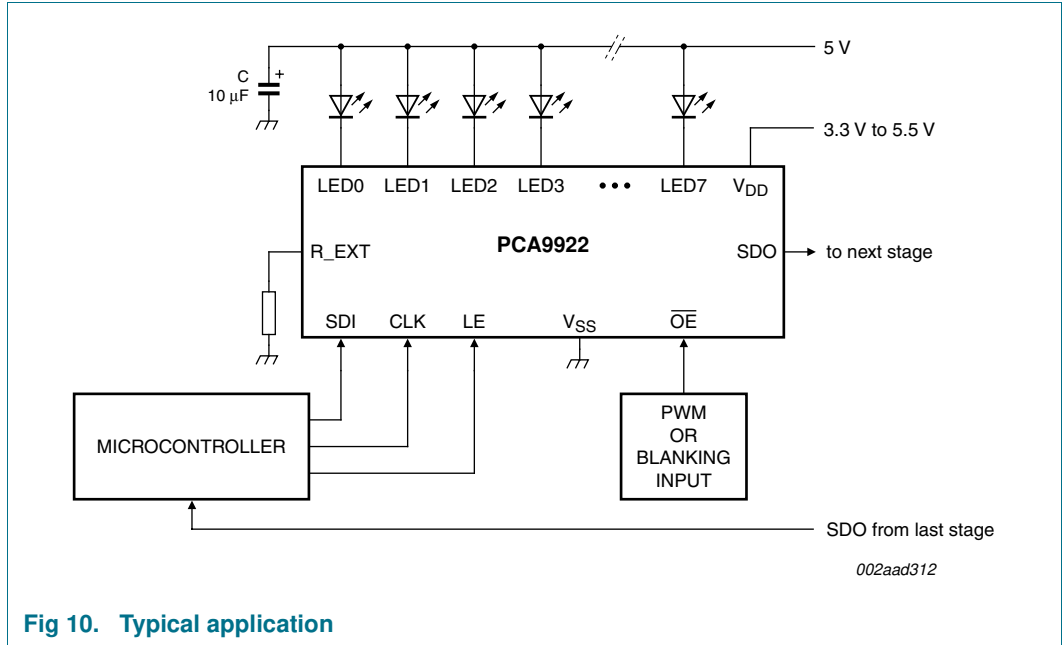 5 V
C
+
10 μF
3.3 V to 5.5 V
LED0 LED1 LED2 LED3 ••• LED7 VDD
PCA9922
R_EXT
SDO
to next stage
SDI CLK LE VSS OE
MICROCONTROLLER
PWM
OR
BLANKING
INPUT
SDO from last stage
002aad312
Fig 10. Typical application